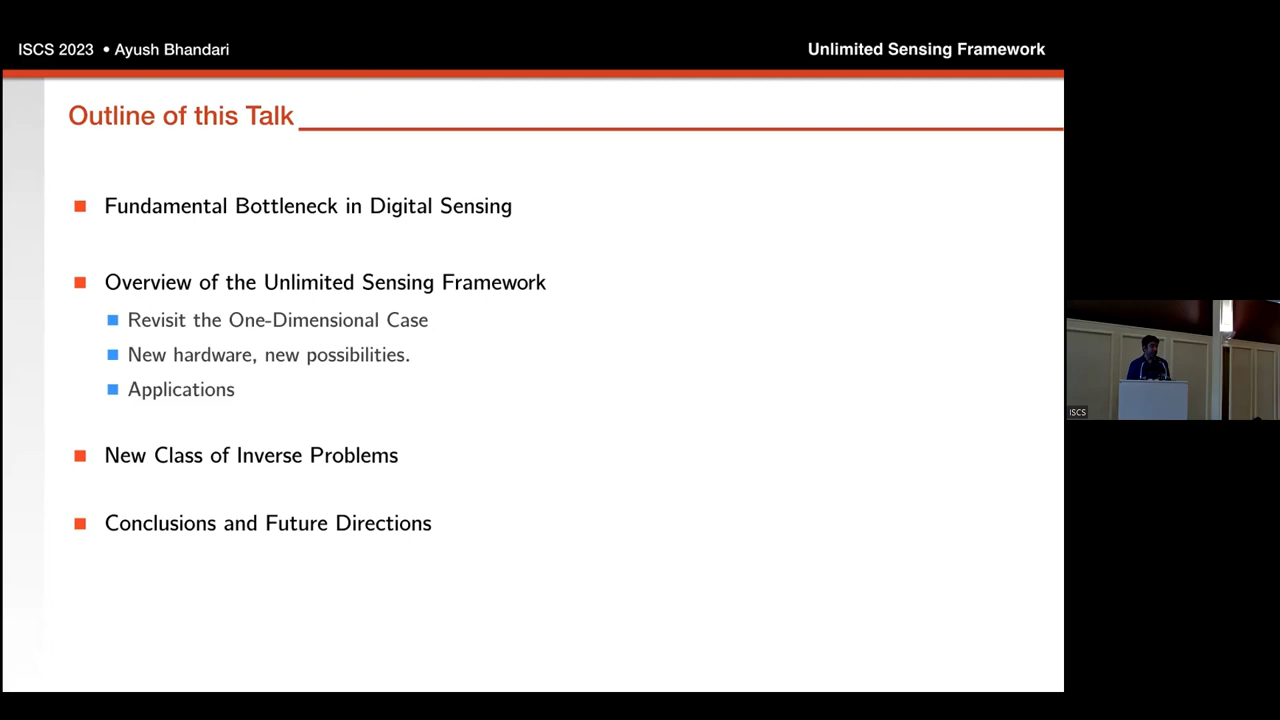 ISCS 2023 • Ayush Bhandari
Unlimited Sensing Framework
Outline of this Talk
Fundamental Bottleneck in Digital Sensing
Overview of the Unlimited Sensing Framework
Revisit the One-Dimensional Case
New hardware, new possibilities.
Applications
New Class of Inverse Problems
Conclusions and Future Directions
ISCS